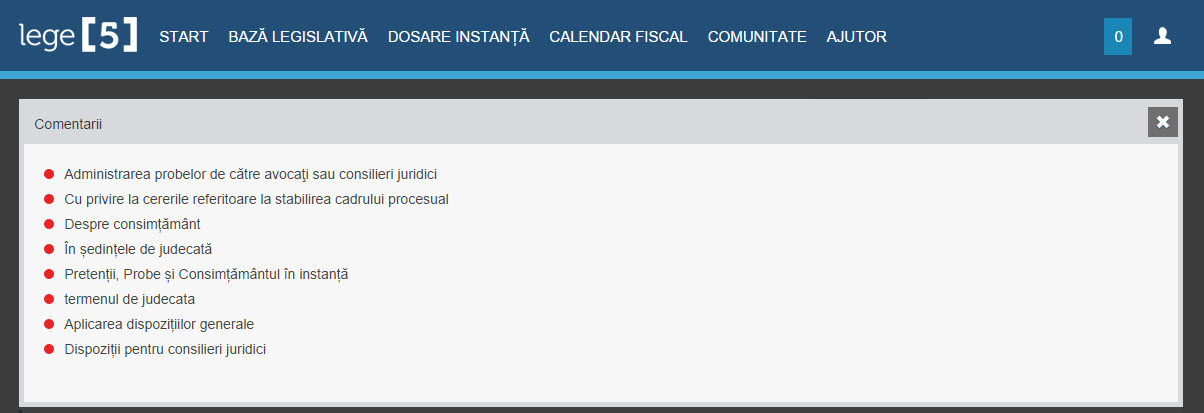 lege [5] START BAZĂ LEGISLATIVĂ DOSARE INSTANȚĂ CALENDAR FISCAL COMUNITATE AJUTOR 0
Comentarii
Administrarea probelor de către avocaţi sau consilieri juridici
Cu privire la cererile referitoare la stabilirea cadrului procesual
Despre consimțământ
În ședințele de judecată
Pretenții, Probe și Consimțământul în instanță
termenul de judecata
Aplicarea dispozițiilor generale
Dispoziții pentru consilieri juridici